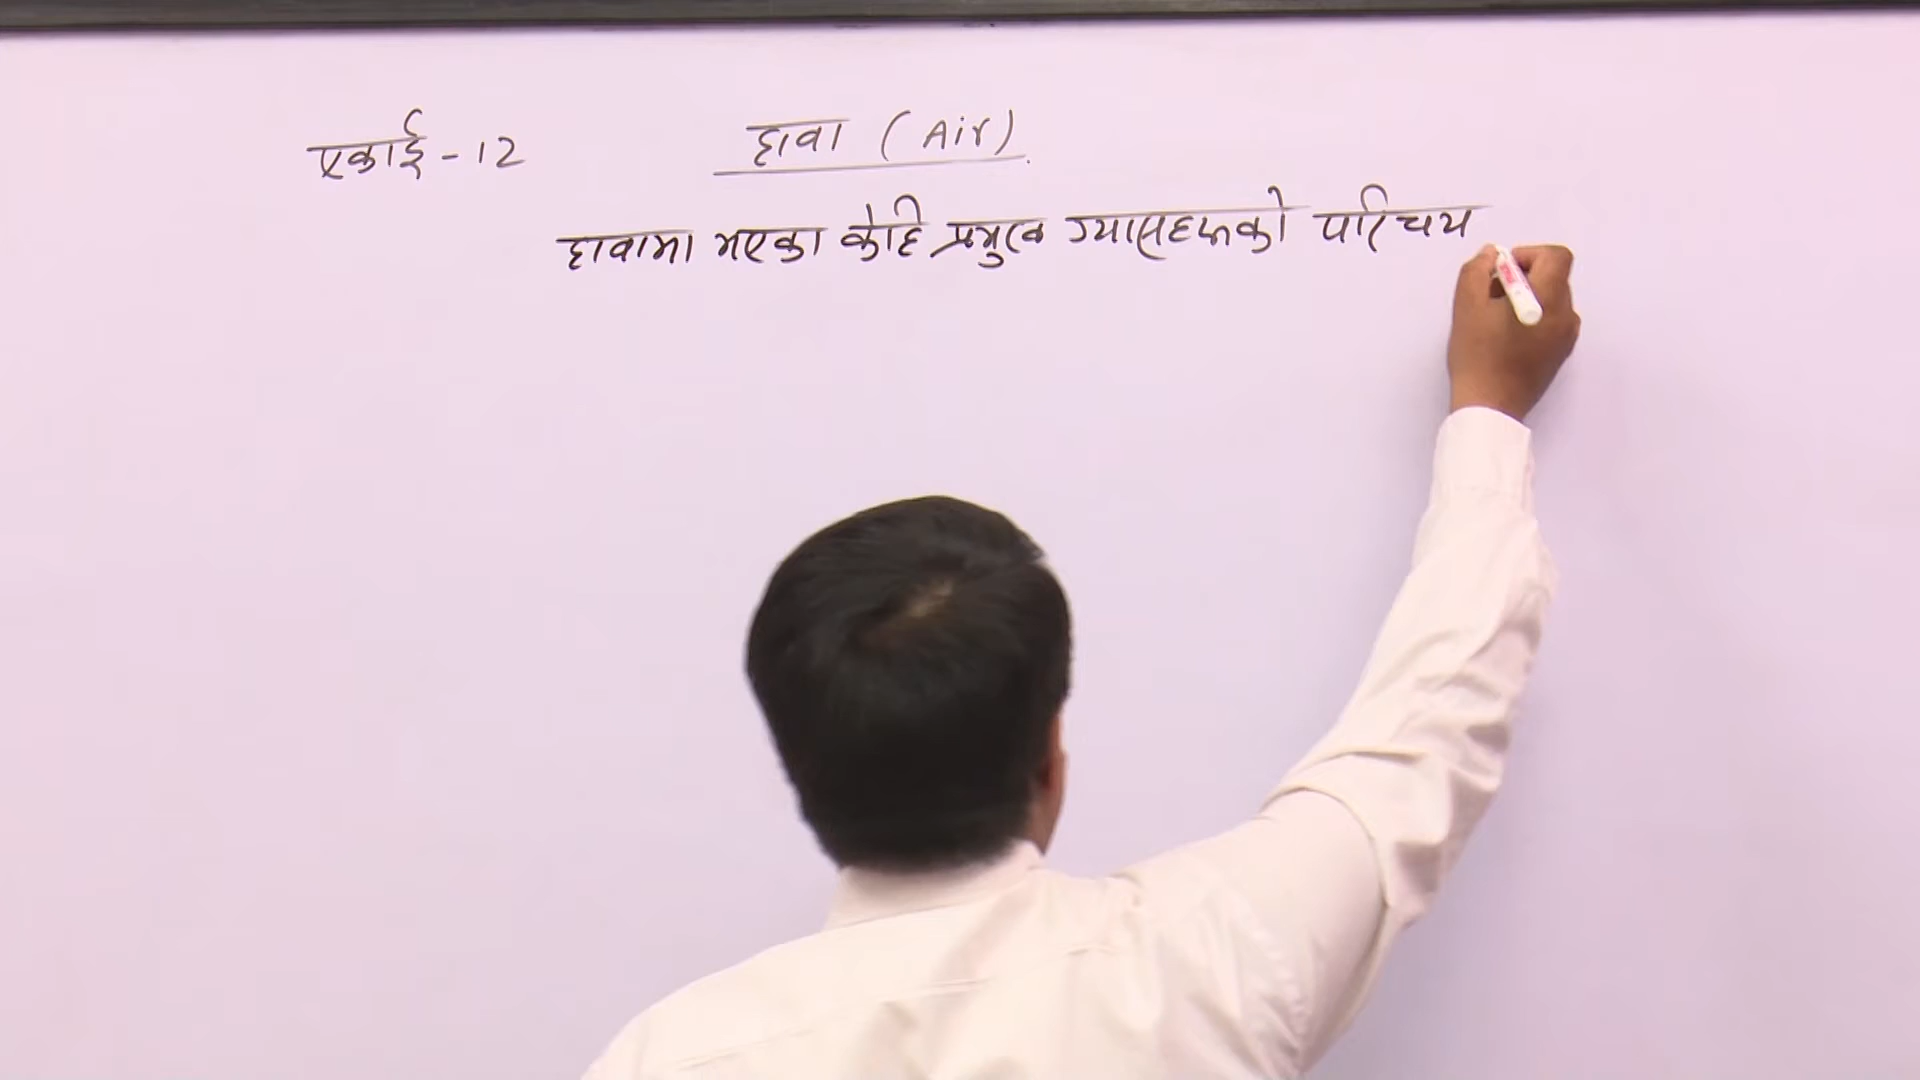 एकाई - 12
हावा (Air)
हावामा भएका केहि प्रमुख ग्यासहरूको परिचय